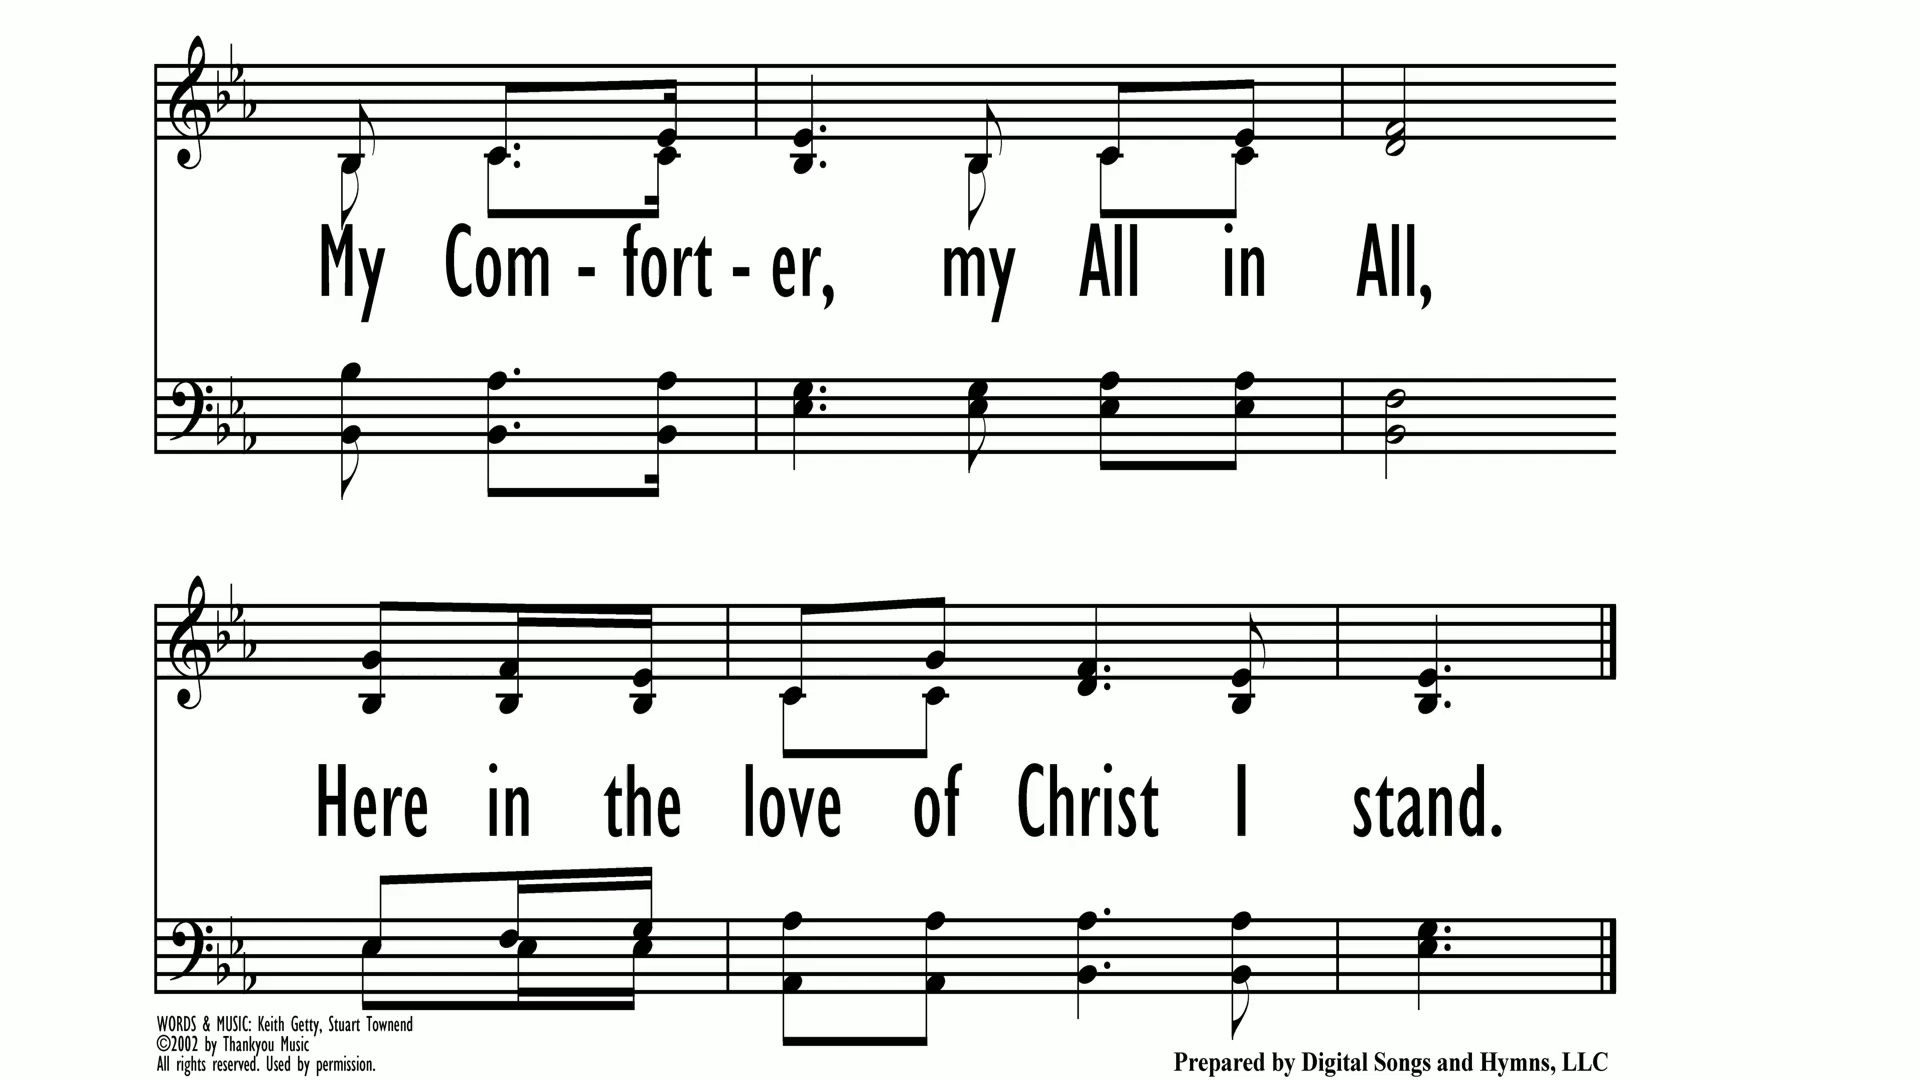 My Com - fort - er, my All in All,
Here in the love of Christ I stand.
WORDS & MUSIC: Keith Getty, Stuart Townend
©2002 by Thankyou Music
All rights reserved. Used by permission.
Prepared by Digital Songs and Hymns, LLC